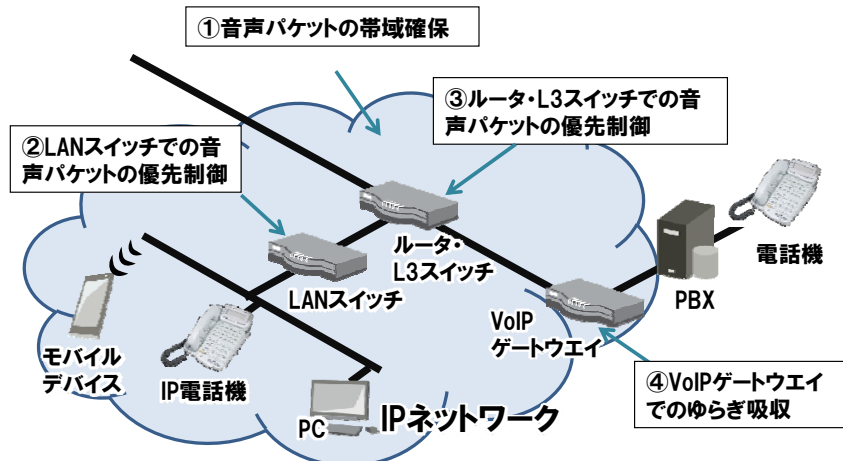 ①音声パケットの帯域確保
③ルータ・L3スイッチでの音
声パケットの優先制御
②LANスイッチでの音
声パケットの優先制御
ルータ・
L3スイッチ
電話機
PBX
LANスイッチ
VoIP
ゲートウエイ
モバイル
デバイス
IP電話機
④VoIPゲートウエイ
でのゆらぎ吸収
PC
IPネットワーク